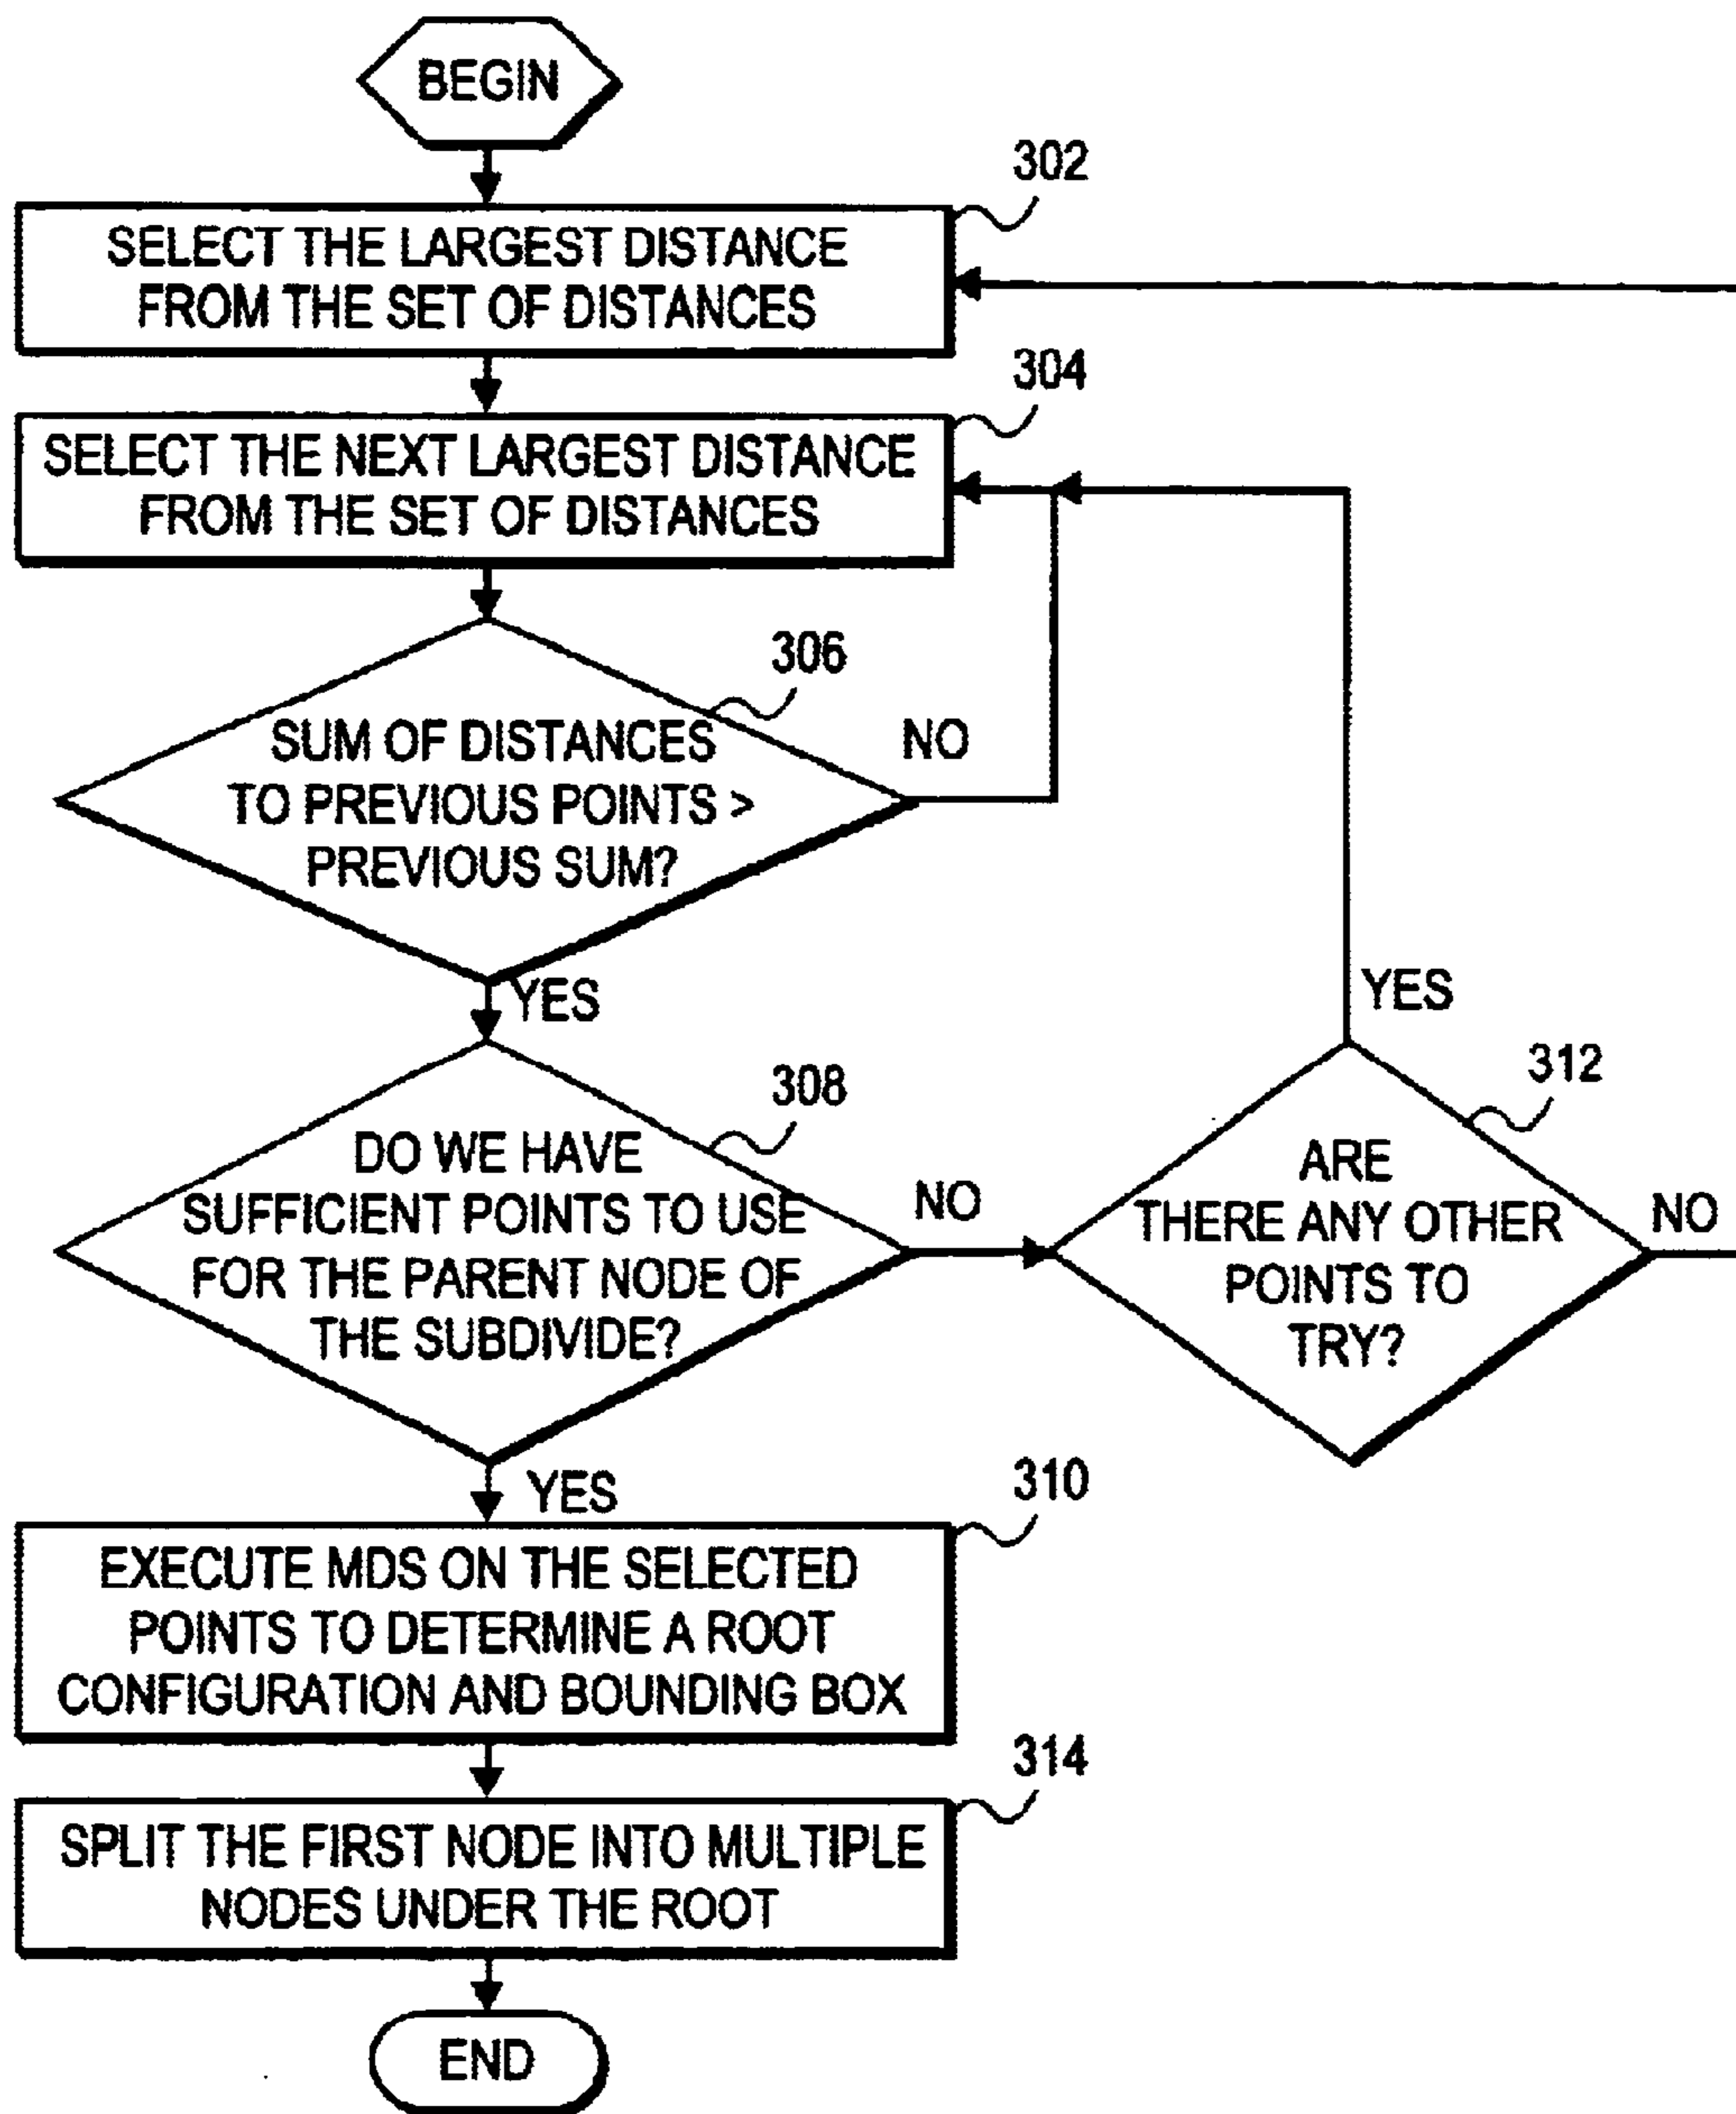 BEGIN
302
SELECT THE LARGEST DISTANCE
FROM THE SET OF DISTANCES
304
SELECT THE NEXT LARGEST DISTANCE
FROM THE SET OF DISTANCES
306
SUM OF DISTANCES
TO PREVIOUS POINTS >
PREVIOUS SUM?
NO
YES
308
DO WE HAVE
SUFFICIENT POINTS TO USE
FOR THE PARENT NODE OF
THE SUBDIVIDE?
NO
YES
312
ARE
THERE ANY OTHER
POINTS TO
TRY?
YES
NO
310
EXECUTE MDS ON THE SELECTED
POINTS TO DETERMINE A ROOT
CONFIGURATION AND BOUNDING BOX
314
SPLIT THE FIRST NODE INTO MULTIPLE
NODES UNDER THE ROOT
END